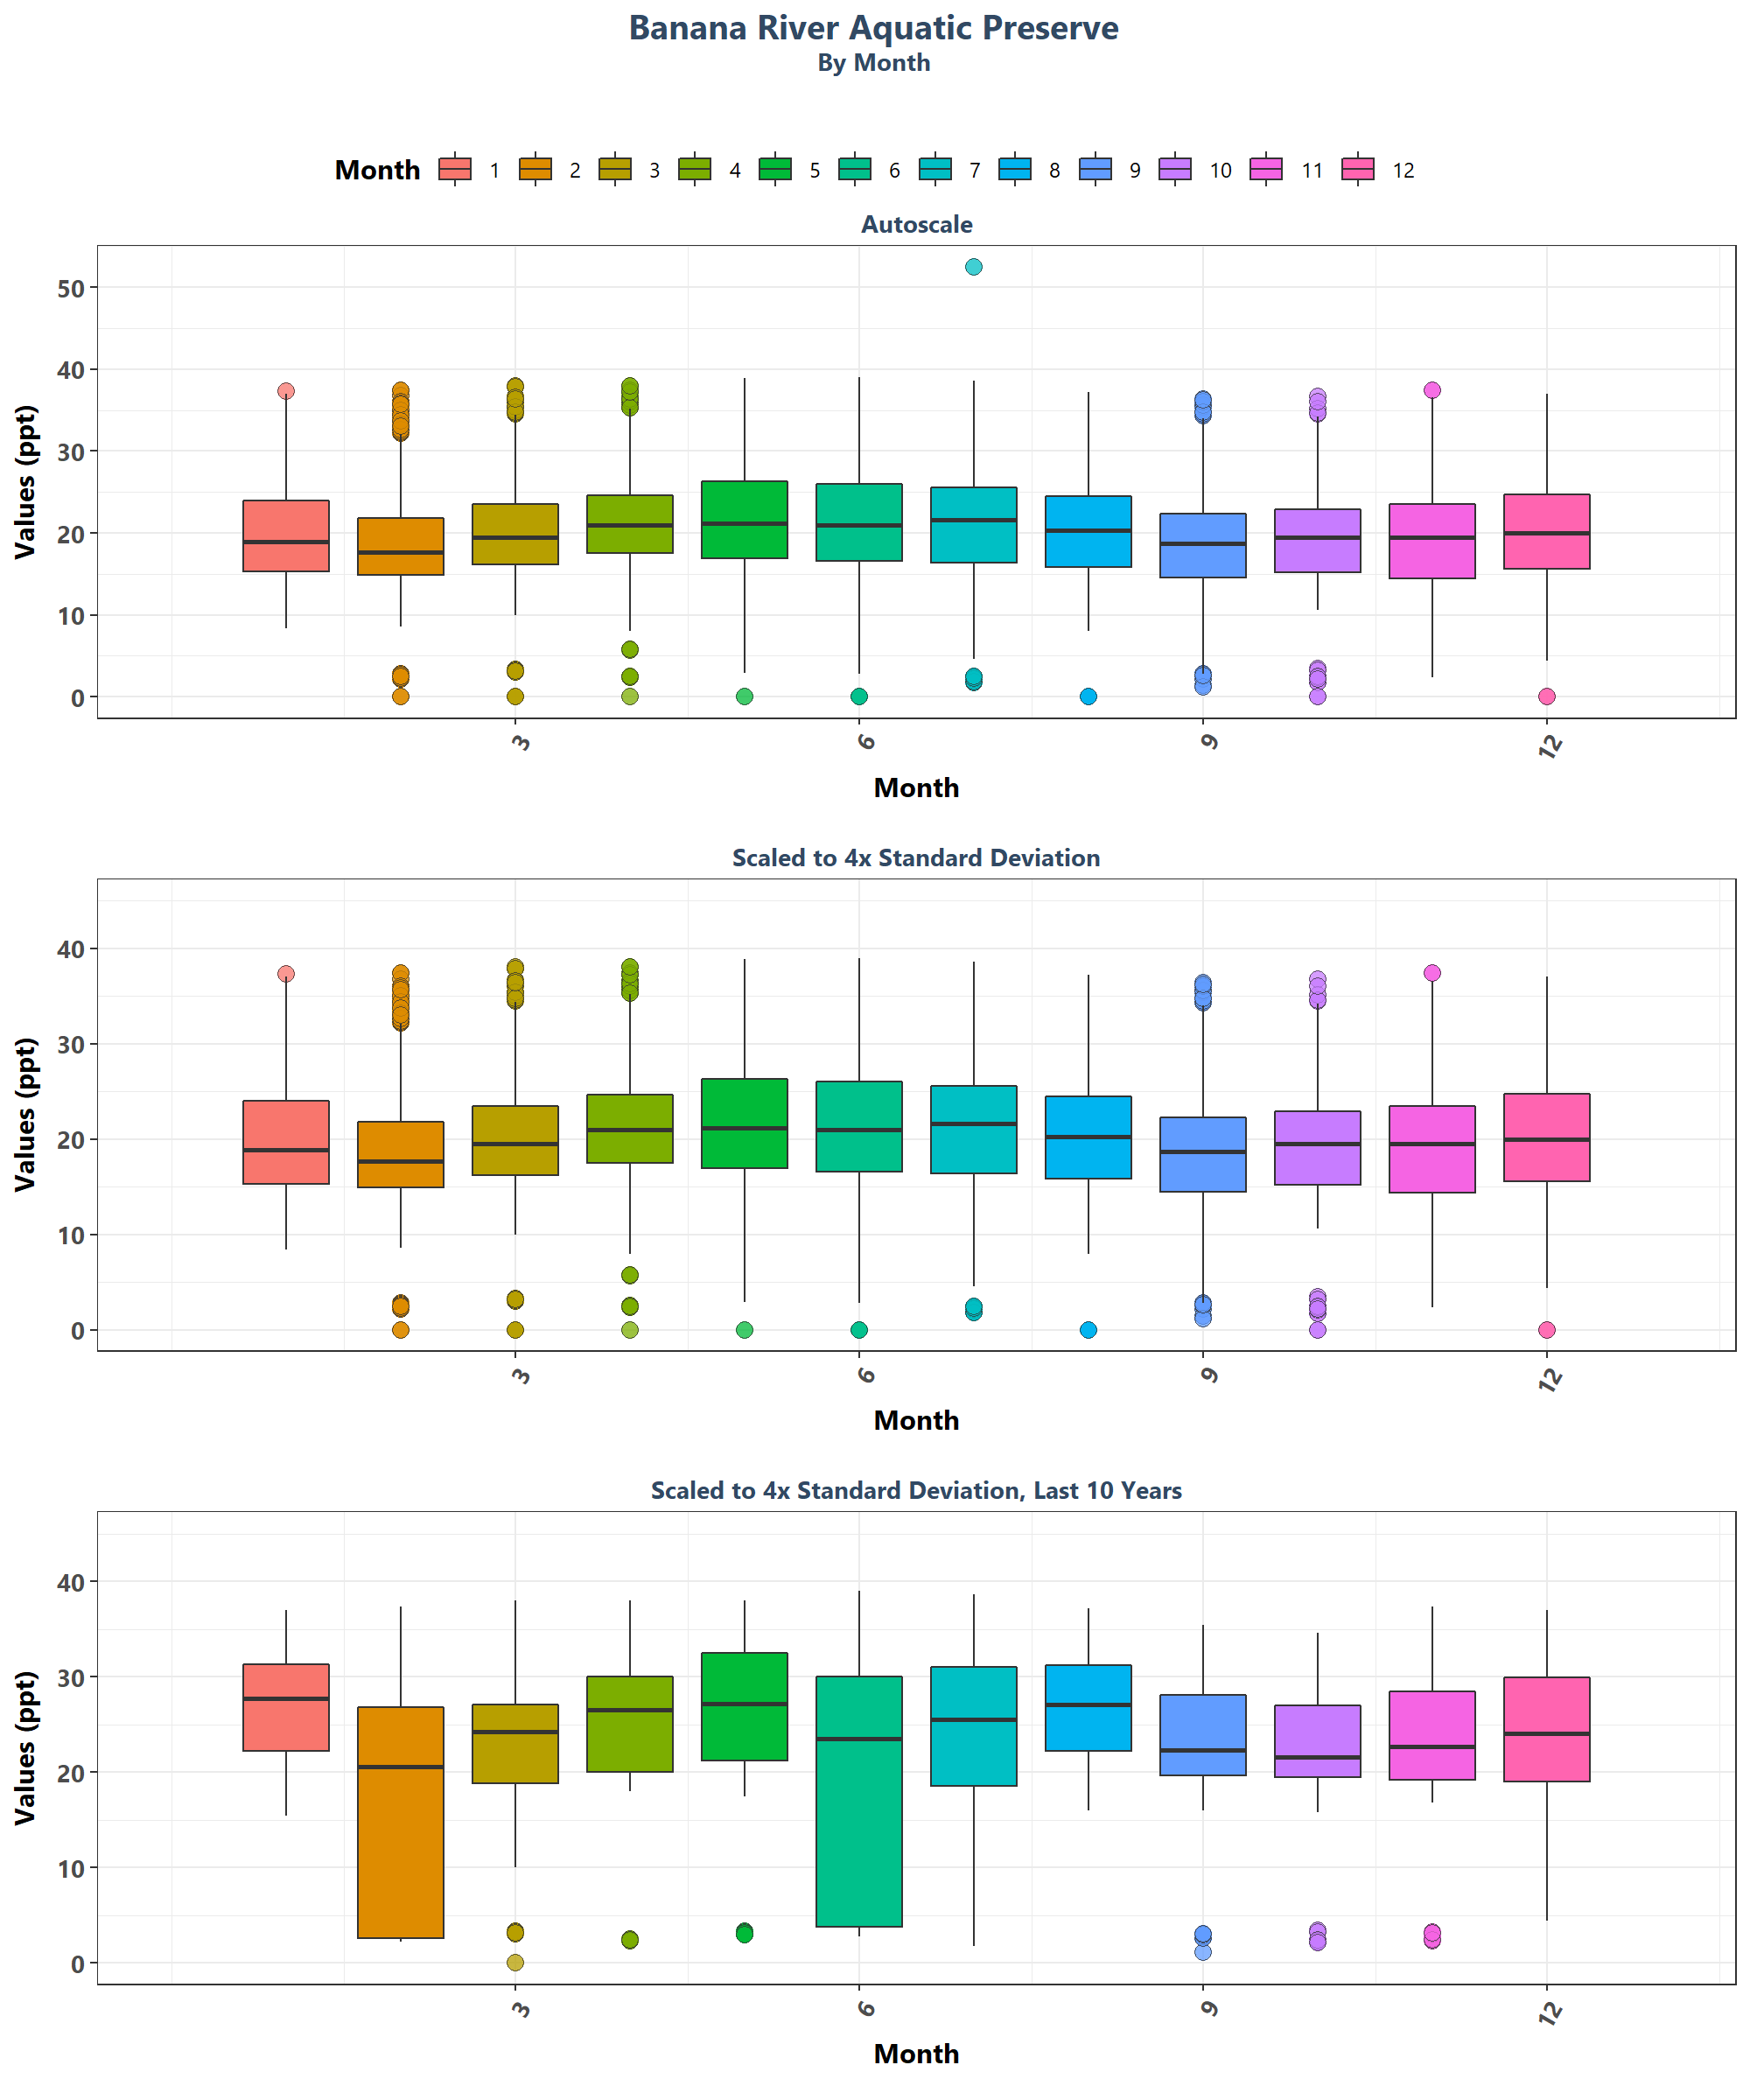 Banana River Aquatic Preserve
By Month
Month 1 2 3 4 5 6 7 8 9 10 11 12
Autoscale
Values (ppt)
50
40
30
20
10
0
3 6 9 12
Month
Scaled to 4x Standard Deviation
Values (ppt)
40
30
20
10
0
3 6 9 12
Month
Scaled to 4x Standard Deviation, Last 10 Years
Values (ppt)
40
30
20
10
0
3 6 9 12
Month